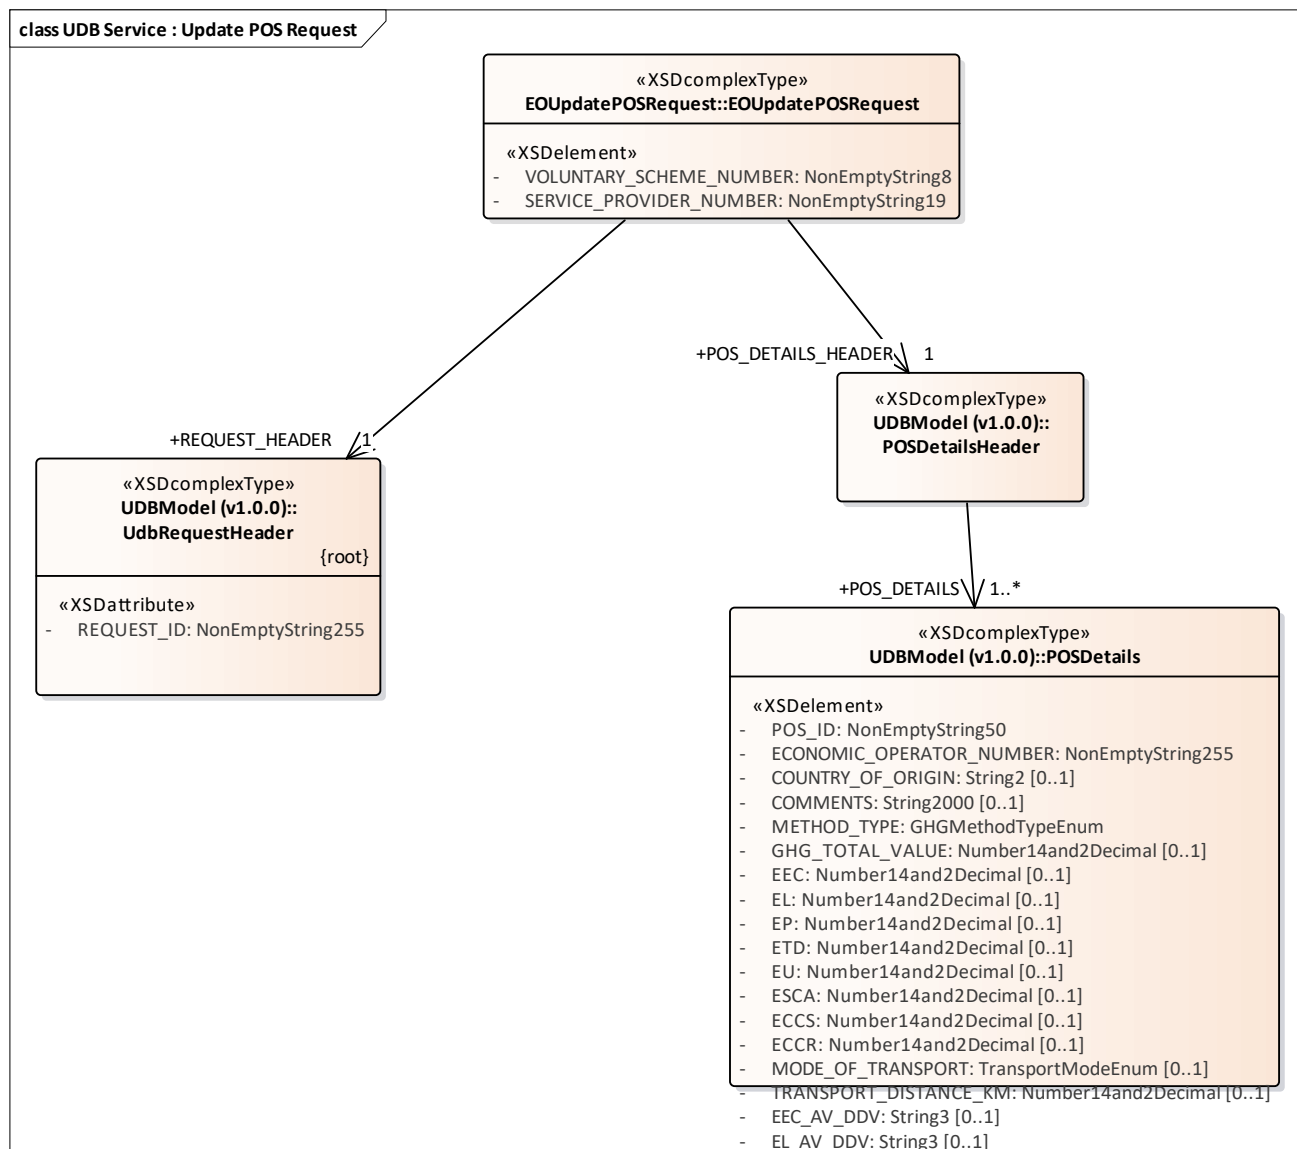 class UDB Service : Update POS Request
«XSDcomplexType»
EOUpdatePOSRequest::EOUpdatePOSRequest
«XSDelement»
- VOLUNTARY_SCHEME_NUMBER: NonEmptyString8
- SERVICE_PROVIDER_NUMBER: NonEmptyString19
+POS_DETAILS_HEADER 1
«XSDcomplexType»
UDBModel (v1.0.0)::
POSDetailsHeader
+REQUEST_HEADER 1
«XSDcomplexType»
UDBModel (v1.0.0)::
UdbRequestHeader
{root}
«XSDattribute»
- REQUEST_ID: NonEmptyString255
+POS_DETAILS 1..*
«XSDcomplexType»
UDBModel (v1.0.0)::POSDetails
«XSDelement»
- POS_ID: NonEmptyString50
- ECONOMIC_OPERATOR_NUMBER: NonEmptyString255
- COUNTRY_OF_ORIGIN: String2 [0..1]
- COMMENTS: String2000 [0..1]
- METHOD_TYPE: GHGMethodTypeEnum
- GHG_TOTAL_VALUE: Number14and2Decimal [0..1]
- EEC: Number14and2Decimal [0..1]
- EL: Number14and2Decimal [0..1]
- EP: Number14and2Decimal [0..1]
- ETD: Number14and2Decimal [0..1]
- EU: Number14and2Decimal [0..1]
- ESCA: Number14and2Decimal [0..1]
- ECCS: Number14and2Decimal [0..1]
- ECCR: Number14and2Decimal [0..1]
- MODE_OF_TRANSPORT: TransportModeEnum [0..1]
- TRANSPORT_DISTANCE_KM: Number14and2Decimal [0..1]
- EEC_AV_DDV: String3 [0..1]
- EL_AV_DDV: String3 [0..1]